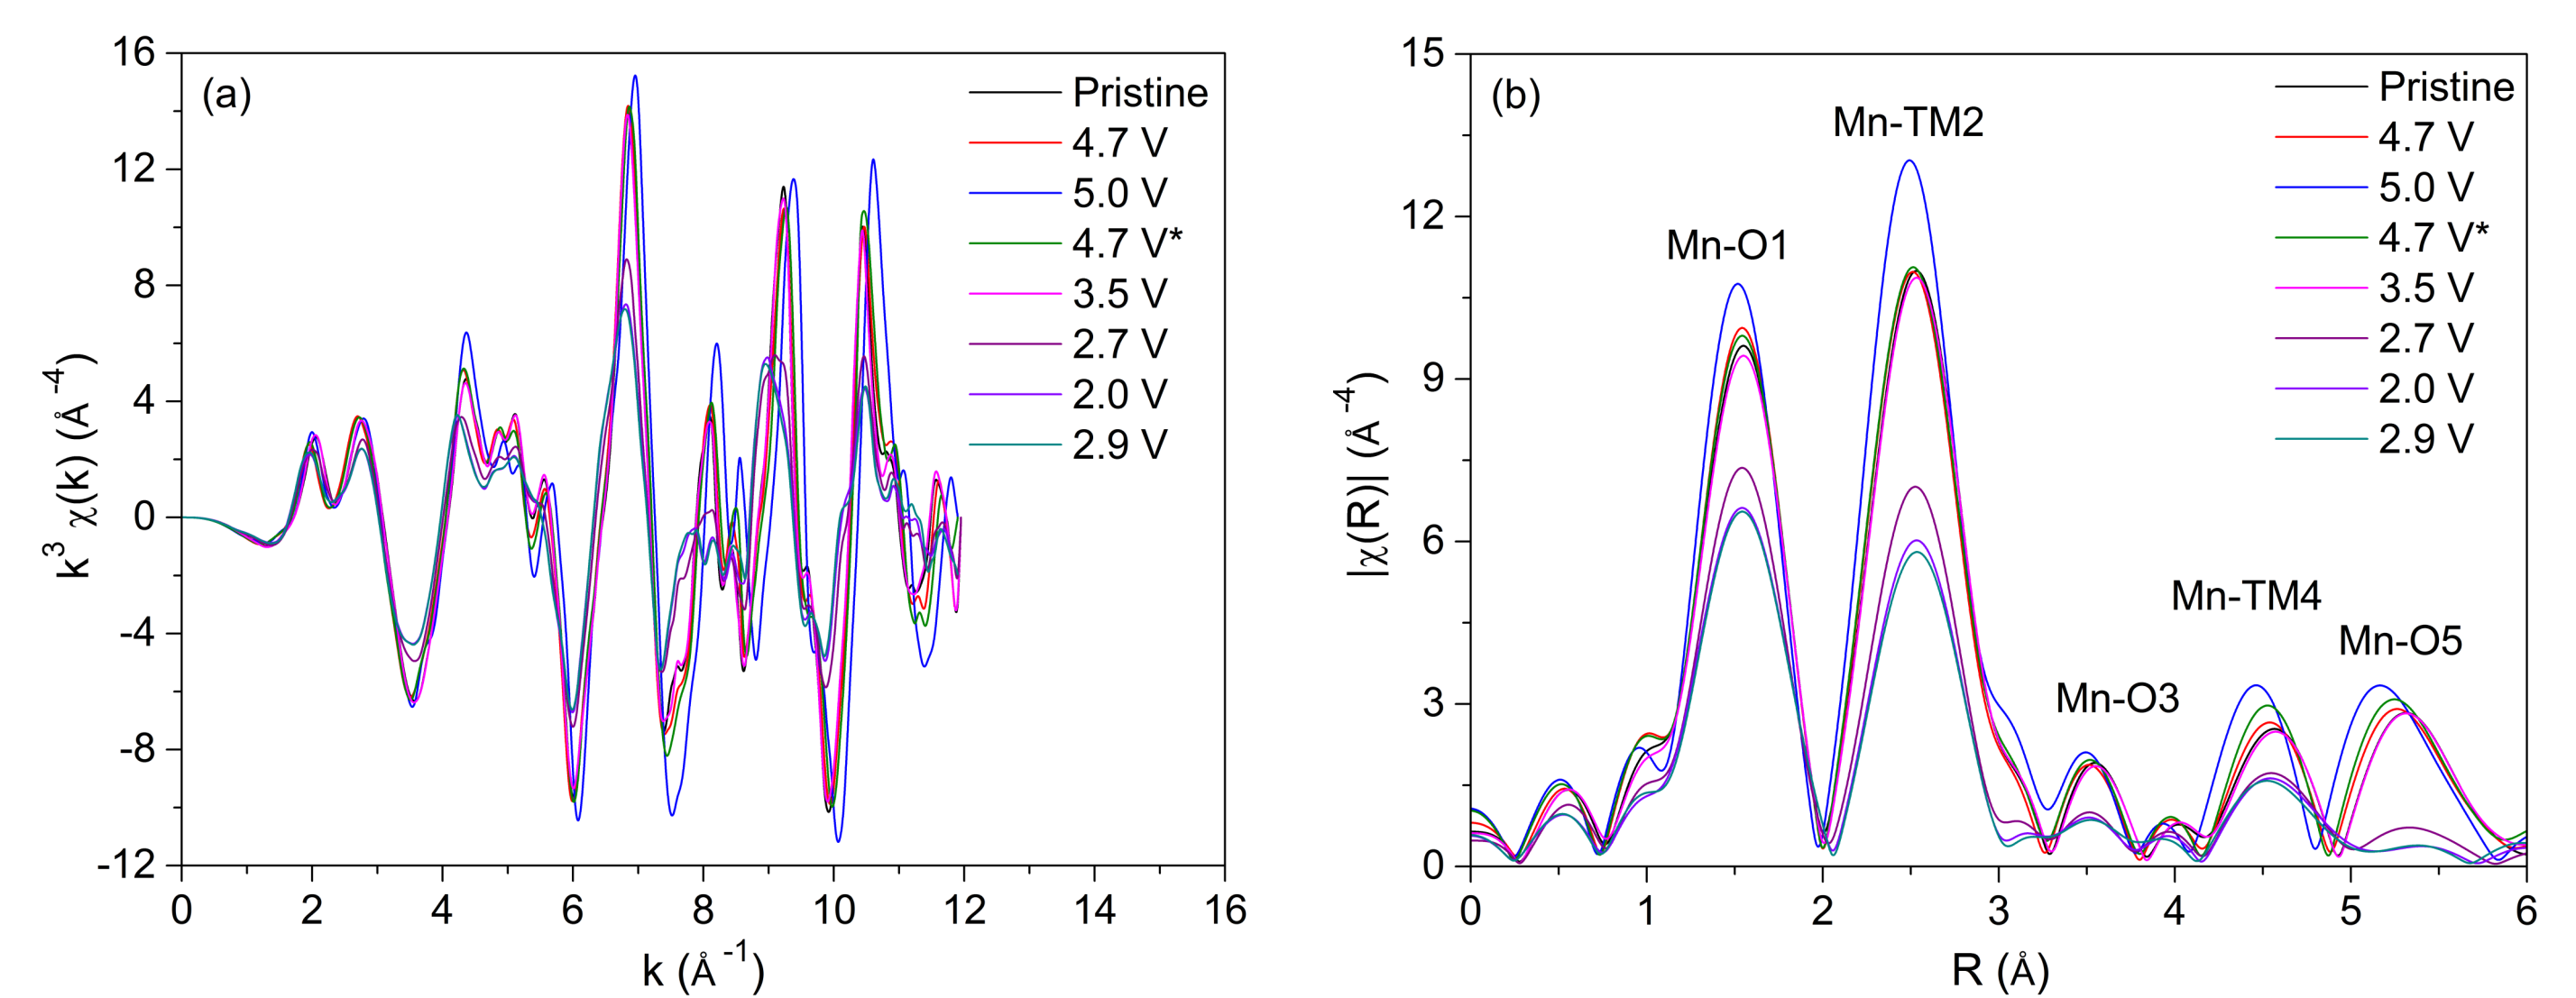 (a)
Pristine
4.7 V
5.0 V
4.7 V*
3.5 V
2.7 V
2.0 V
2.9 V
16
12
8
4
0
-4
-8
-12
k³ χ(k) (Å⁻⁴)
0 2 4 6 8 10 12 14 16
k (Å⁻¹)
(b)
Pristine
4.7 V
5.0 V
4.7 V*
3.5 V
2.7 V
2.0 V
2.9 V
Mn-TM2
Mn-O1
Mn-TM4
Mn-O5
Mn-O3
15
12
9
6
3
0
|χ(R)| (Å⁻⁴)
0 1 2 3 4 5 6
R (Å)